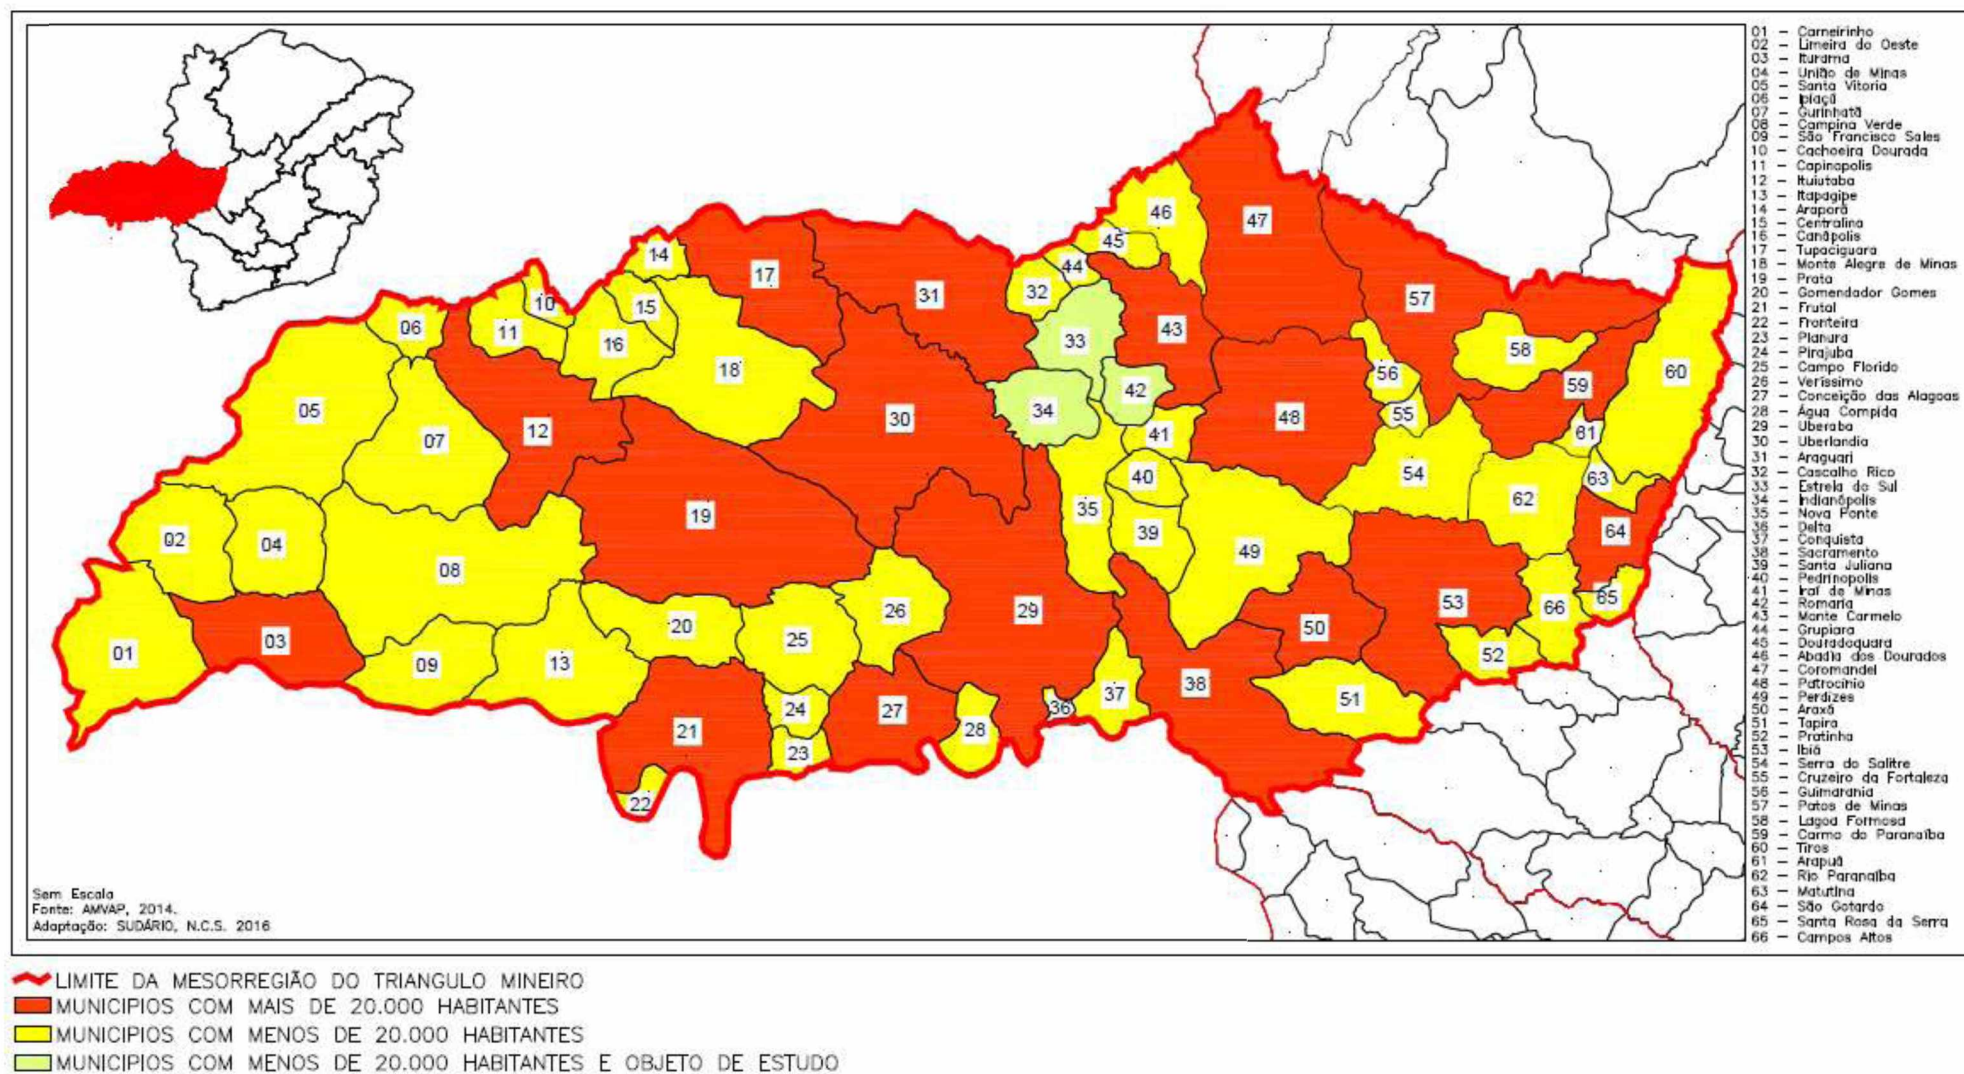 01 - Carneirinho
02 - Limeira do Oeste
03 - Iturama
04 - União de Minas
05 - Santa Vitoria
06 - Ipiaçú
07 - Gurinhatã
08 - Campina Verde
09 - São Francisco Sales
10 - Cachoeira Dourada
11 - Capinopolis
12 - Ituiutaba
13 - Itapagipe
14 - Araporã
15 - Centralina
16 - Canápolis
17 - Tupaciguara
18 - Monte Alegre de Minas
19 - Prata
20 - Gomendador Gomes
21 - Frutal
22 - Fronteira
23 - Planura
24 - Pirajuba
25 - Campo Florido
26 - Veríssimo
27 - Conceição das Alagoas
28 - Água Compida
29 - Uberaba
30 - Uberlandia
31 - Araguari
32 - Cascalho Rico
33 - Estrela do Sul
34 - Indianópolis
35 - Nova Ponte
36 - Delta
37 - Conquista
38 - Sacramento
39 - Santa Juliana
40 - Pedrinopolis
41 - Iraí de Minas
42 - Romaria
43 - Monte Carmelo
44 - Grupiara
45 - Douradoquara
46 - Abadia dos Dourados
47 - Coromandel
48 - Patrocínio
49 - Perdizes
50 - Araxá
51 - Tapira
52 - Pratinha
53 - Ibiá
54 - Serra do Salitre
55 - Cruzeiro da Fortaleza
56 - Guimarania
57 - Patos de Minas
58 - Lagoa Formosa
59 - Carmo do Paranaíba
60 - Tiros
61 - Arapuã
62 - Rio Paranaíba
63 - Matutina
64 - São Gotardo
65 - Santa Rosa da Serra
66 - Campos Altos
46
47
45
14
44
17
10
32
31
57
06
15
11
43
33
16
58
18
56
60
59
42
05
34
55
30
48
12
41
61
07
54
40
63
62
35
19
64
39
02
04
49
08
65
53
66
26
29
20
50
25
03
01
09
13
52
38
37
51
36
24
27
21
28
23
22
Sem Escala
Fonte: AMVAP, 2014.
Adaptação: SUDÁRIO, N.C.S. 2016
LIMITE DA MESORREGIÃO DO TRIANGULO MINEIRO
MUNICIPIOS COM MAIS DE 20.000 HABITANTES
MUNICIPIOS COM MENOS DE 20.000 HABITANTES
MUNICIPIOS COM MENOS DE 20.000 HABITANTES E OBJETO DE ESTUDO